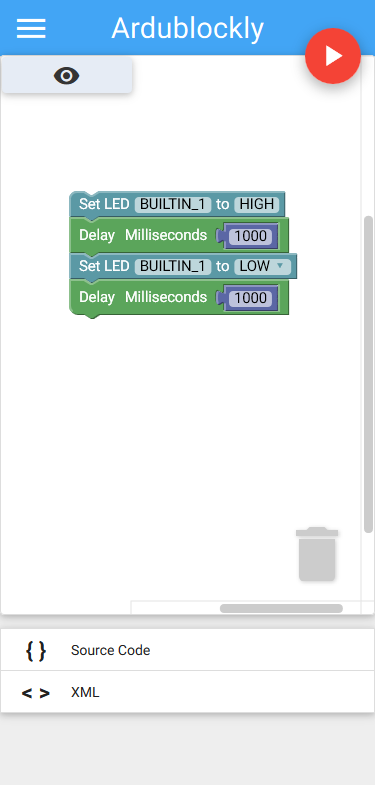 Ardublockly
Set LED BUILTIN_1 to HIGH
Delay Milliseconds 1000
Set LED BUILTIN_1 to LOW
Delay Milliseconds 1000
{ } Source Code
< > XML